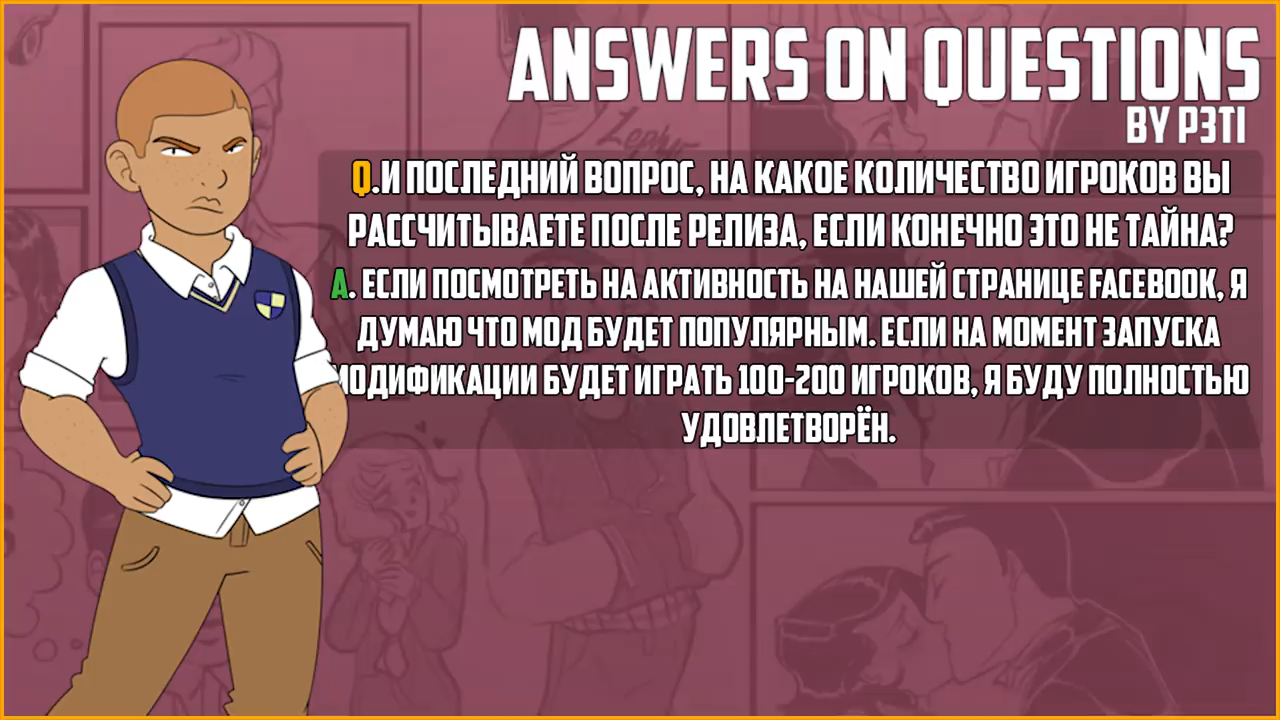 ANSWERS ON QUESTIONS
BY P3TI
Zephyr
Q.И ПОСЛЕДНИЙ ВОПРОС, НА КАКОЕ КОЛИЧЕСТВО ИГРОКОВ ВЫ
РАССЧИТЫВАЕТЕ ПОСЛЕ РЕЛИЗА, ЕСЛИ КОНЕЧНО ЭТО НЕ ТАЙНА?
A. ЕСЛИ ПОСМОТРЕТЬ НА АКТИВНОСТЬ НА НАШЕЙ СТРАНИЦЕ FACEBOOK, Я
ДУМАЮ ЧТО МОД БУДЕТ ПОПУЛЯРНЫМ. ЕСЛИ НА МОМЕНТ ЗАПУСКА
МОДИФИКАЦИИ БУДЕТ ИГРАТЬ 100-200 ИГРОКОВ, Я БУДУ ПОЛНОСТЬЮ
УДОВЛЕТВОРЁН.